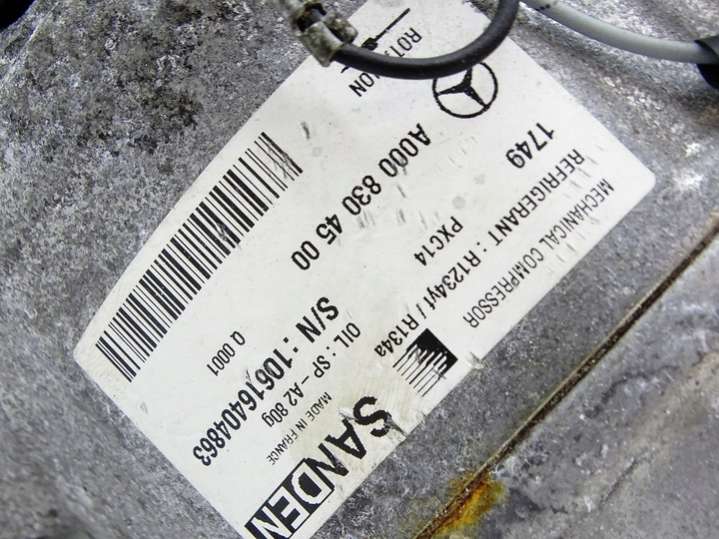 MECHANICAL COMPRESSOR
REFRIGERANT : R1234yf / R134a
1749
PXC14
A000 830 45 00
OIL : SP - A2 80g
S/N : 10616404863
Q 0001
MADE IN FRANCE
SANDEN